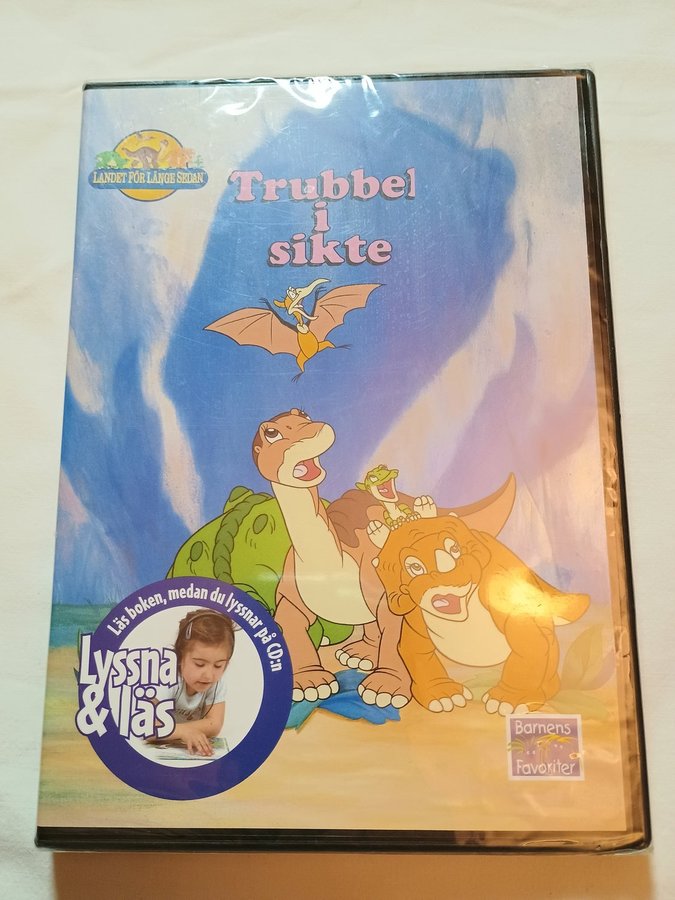 LANDET FÖR LÄNGE SEDAN
Trubbel
i
sikte
Läs boken, medan du lyssnar på CD:n
Lyssna
& läs
Barnens
Favoriter